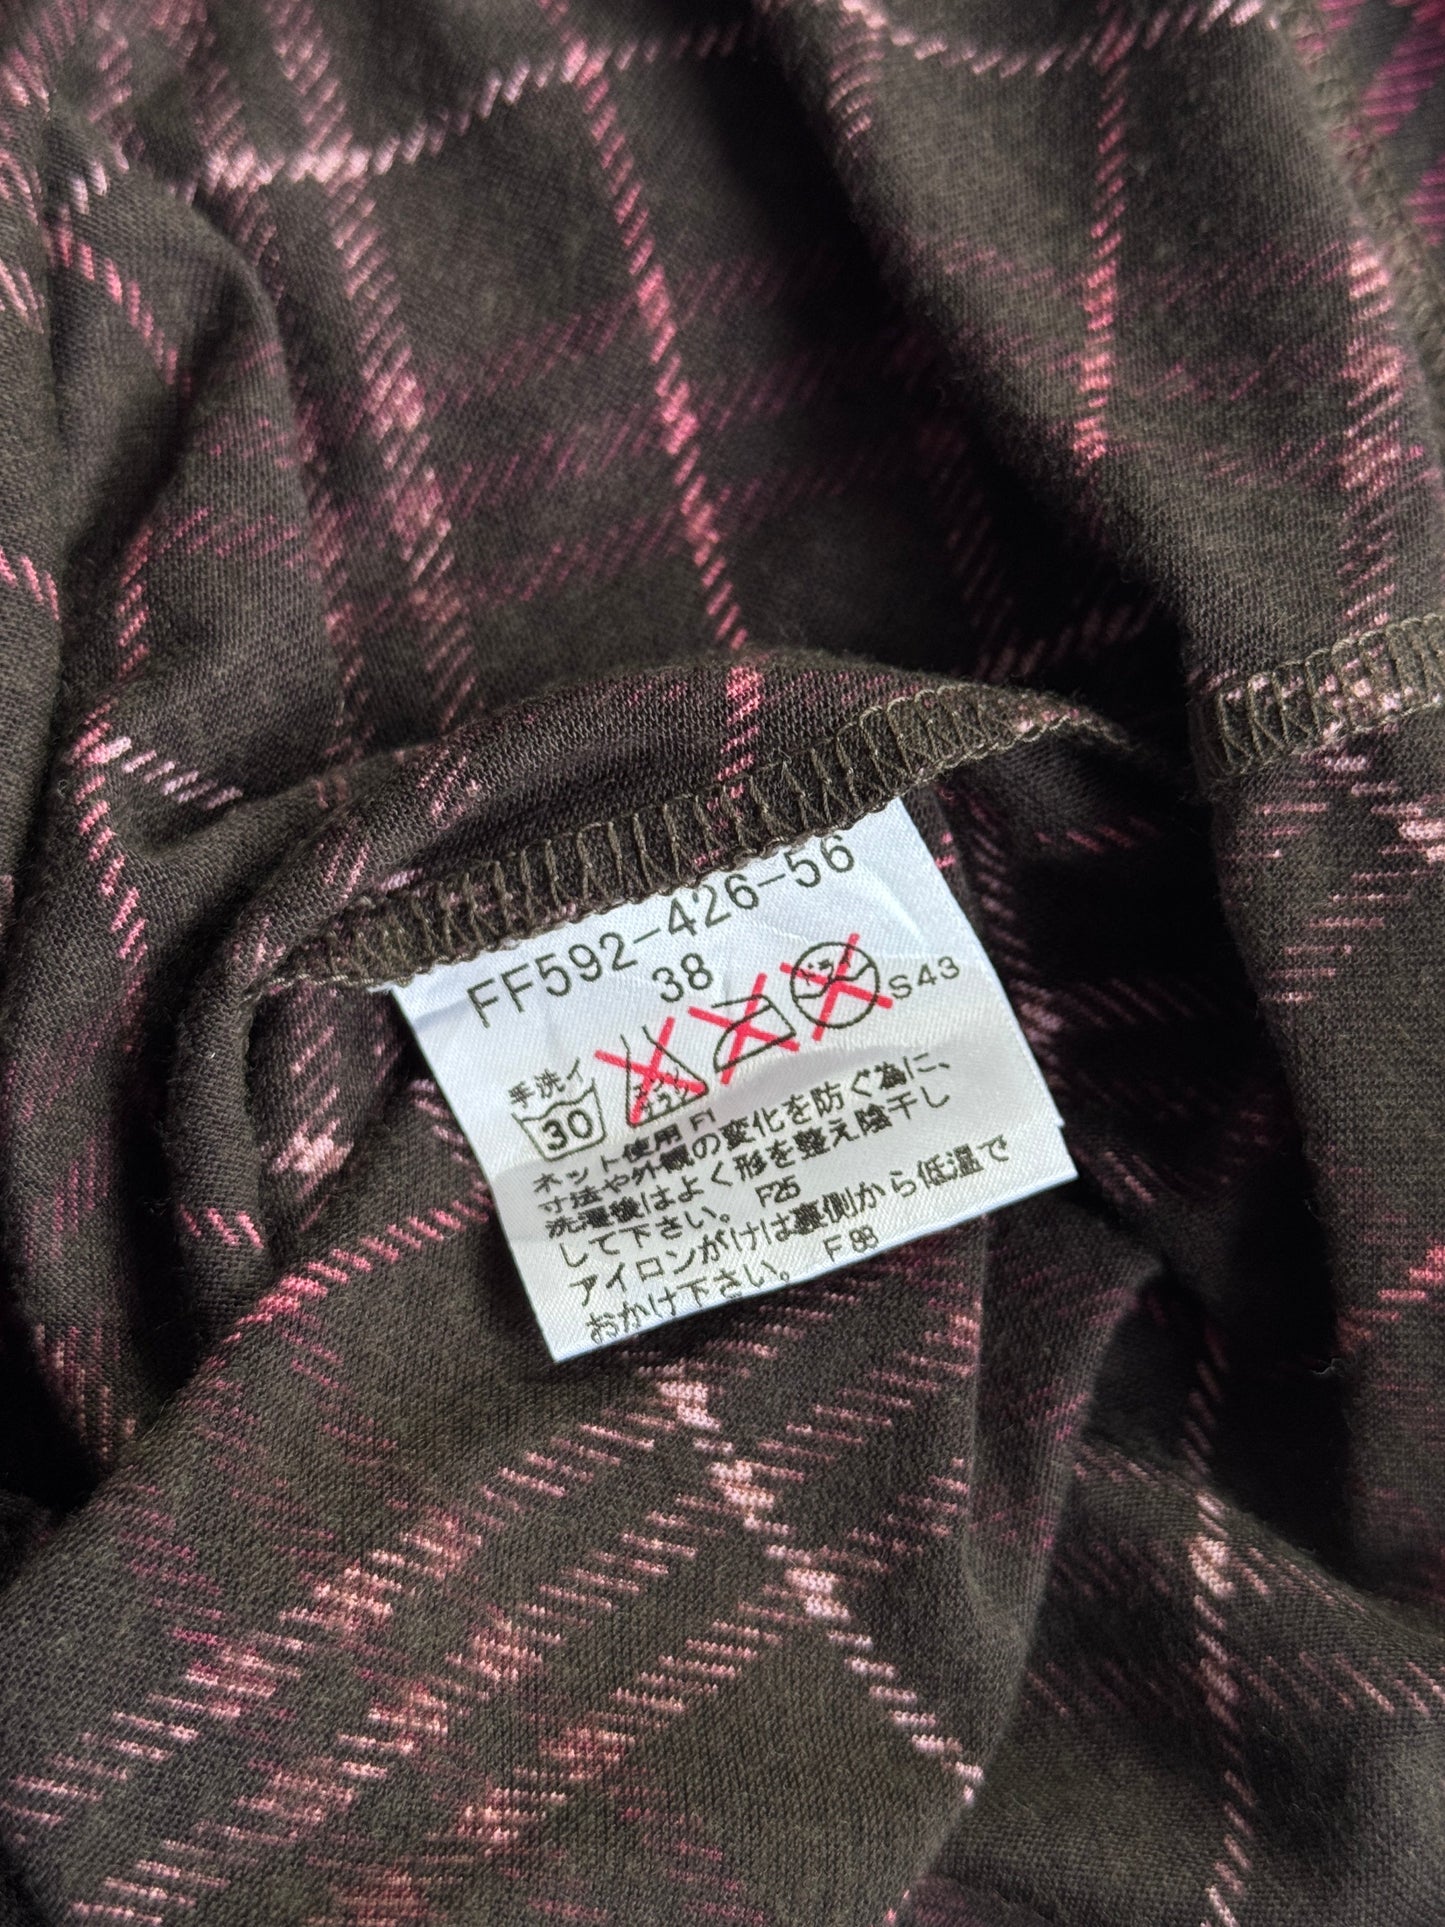 FF592-426-56
38
S43
手洗イ
30
ネット使用 F1
寸法や外観の変化を防ぐ為に、
洗濯後はよく形を整え陰干し
して下さい。 F25
アイロンがけは裏側から低温で
おかけ下さい。 F88